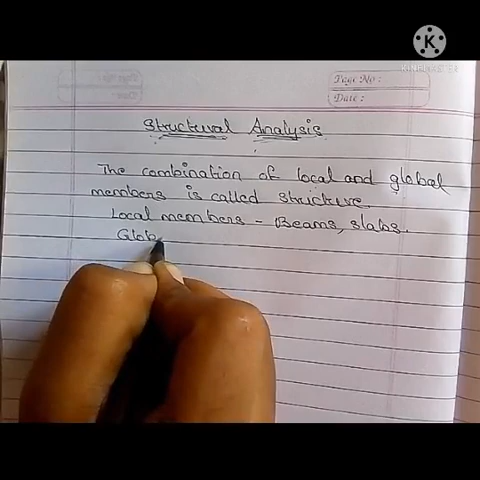 Page No :
Date :
Structural Analysis
The combination of local and global
members is called structure.
Local members - Beams, slabs.
Glob